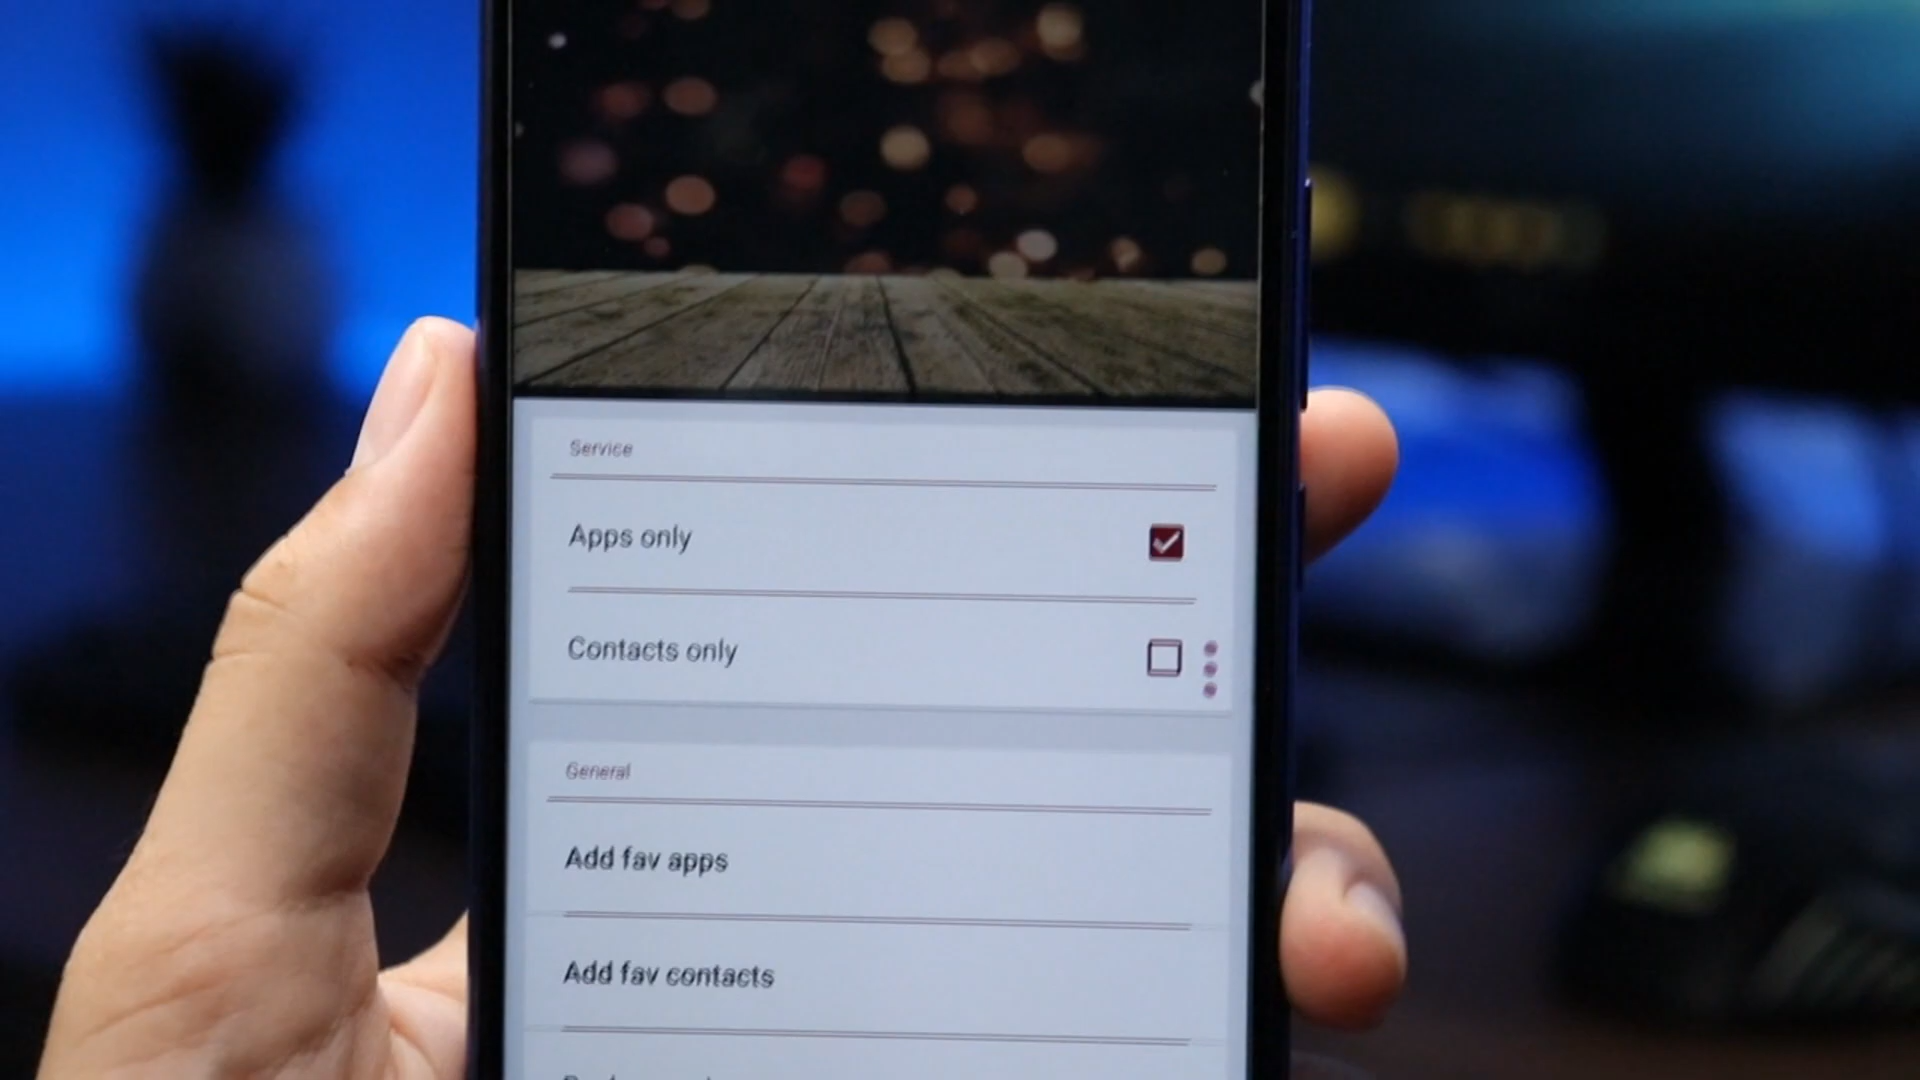 Service
Apps only
Contacts only
General
Add fav apps
Add fav contacts